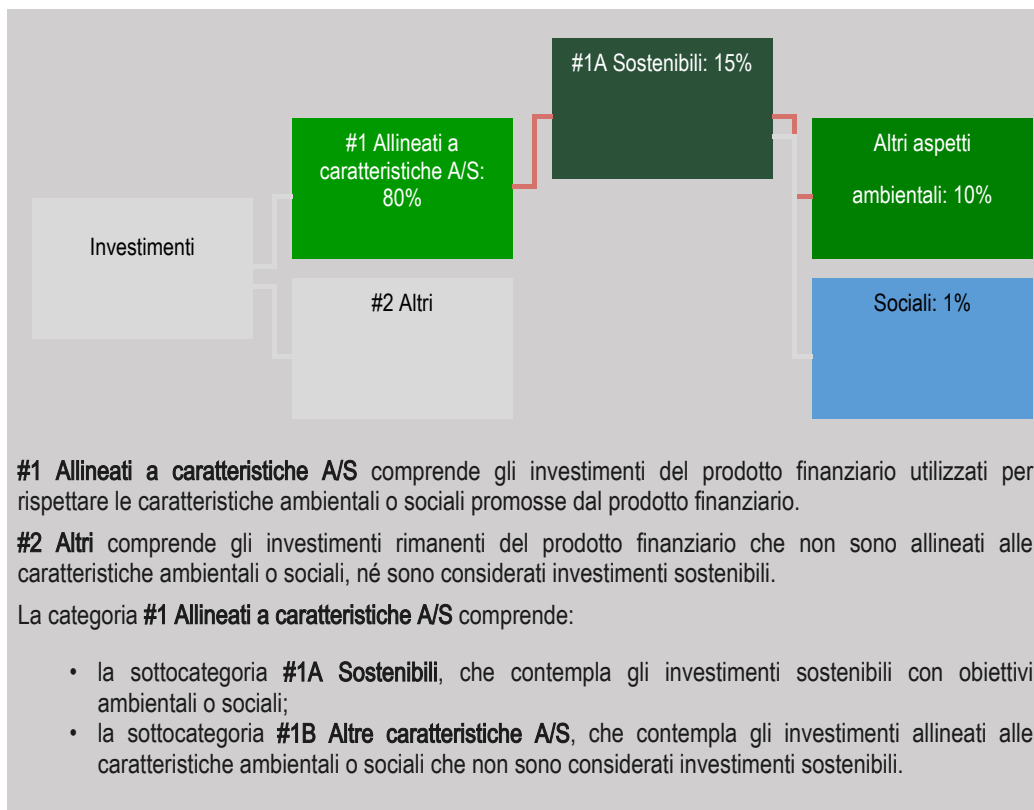 #1A Sostenibili: 15%
#1 Allineati a
caratteristiche A/S:
80%
Altri aspetti
ambientali: 10%
Investimenti
#2 Altri
Sociali: 1%
#1 Allineati a caratteristiche A/S comprende gli investimenti del prodotto finanziario utilizzati per
rispettare le caratteristiche ambientali o sociali promosse dal prodotto finanziario.
#2 Altri comprende gli investimenti rimanenti del prodotto finanziario che non sono allineati alle
caratteristiche ambientali o sociali, né sono considerati investimenti sostenibili.
La categoria #1 Allineati a caratteristiche A/S comprende:
• la sottocategoria #1A Sostenibili, che contempla gli investimenti sostenibili con obiettivi
ambientali o sociali;
• la sottocategoria #1B Altre caratteristiche A/S, che contempla gli investimenti allineati alle
caratteristiche ambientali o sociali che non sono considerati investimenti sostenibili.